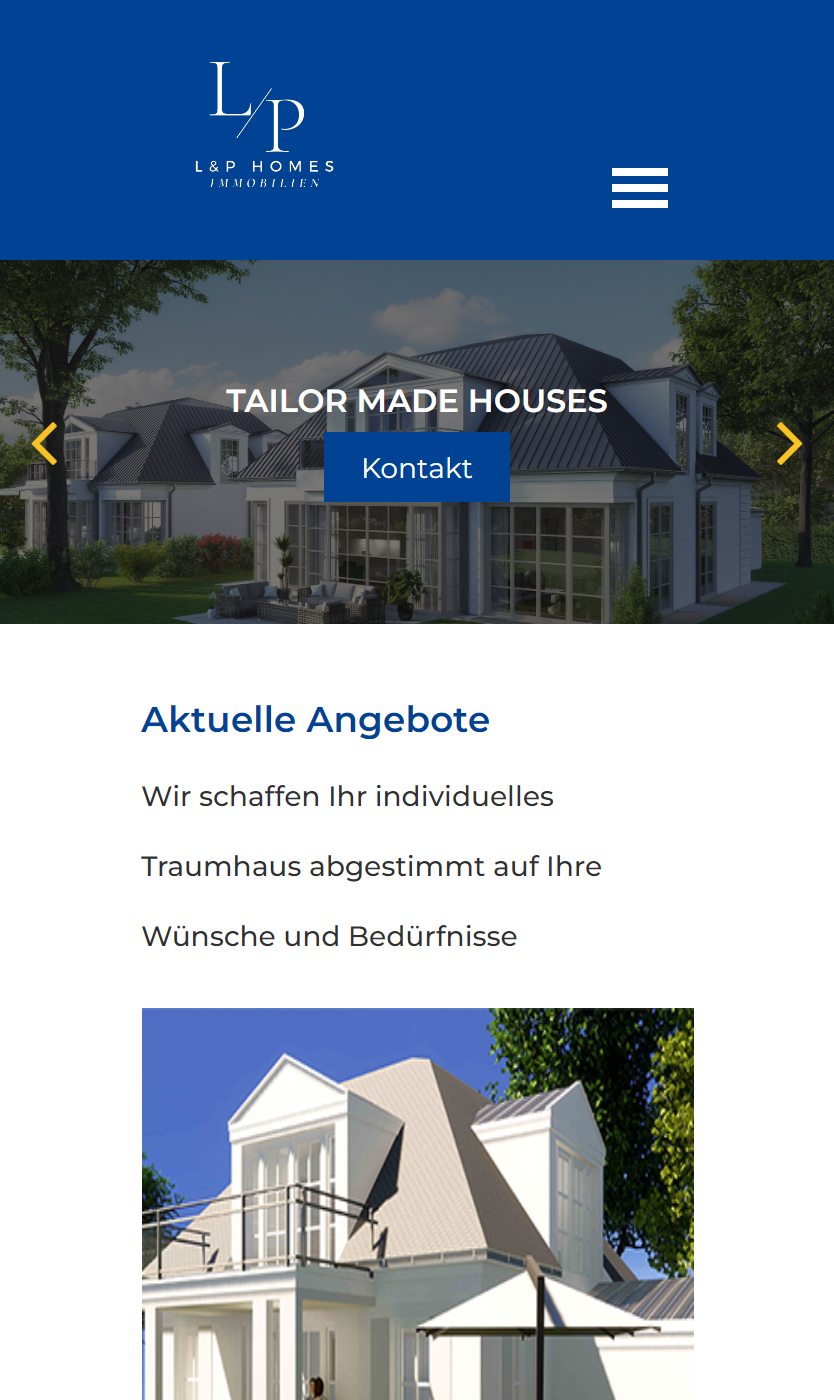 L/P
L&P HOMES
IMMOBILIEN
TAILOR MADE HOUSES
Kontakt
Aktuelle Angebote
Wir schaffen Ihr individuelles
Traumhaus abgestimmt auf Ihre
Wünsche und Bedürfnisse